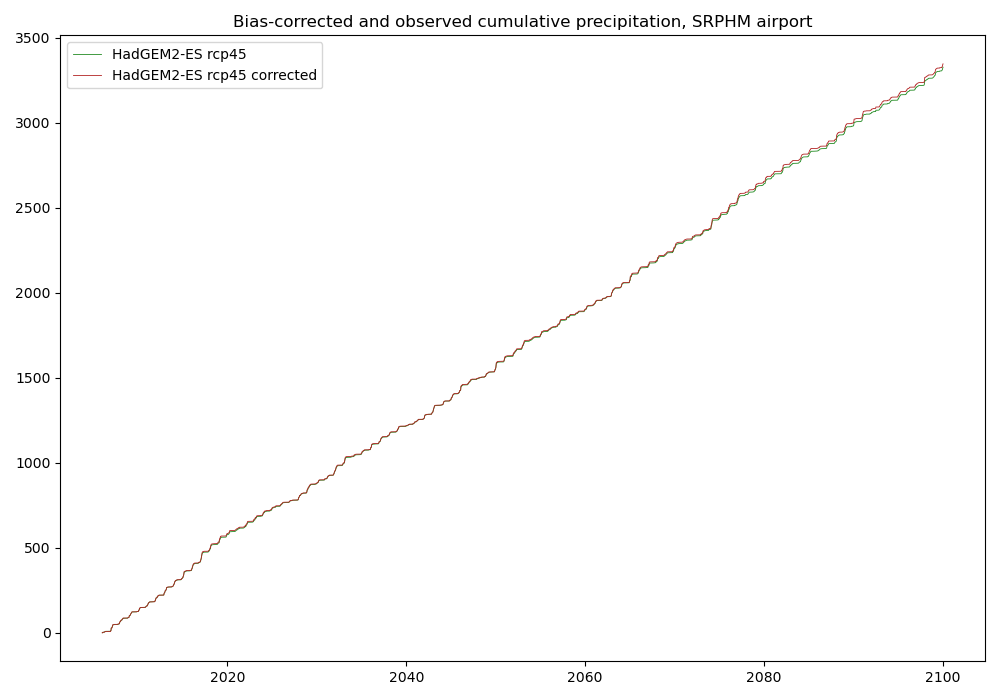 Bias-corrected and observed cumulative precipitation, SRPHM airport
HadGEM2-ES rcp45
HadGEM2-ES rcp45 corrected
3500
3000
2500
2000
1500
1000
500
0
2020 2040 2060 2080 2100